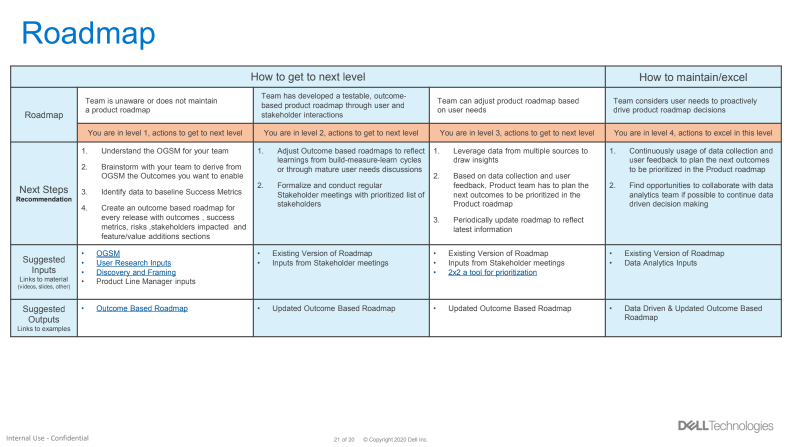 Roadmap
How to get to next level
How to maintain/excel
Roadmap
Team is unaware or does not maintain
a product roadmap
Team has developed a testable, outcome-
based product roadmap through user and
stakeholder interactions
Team can adjust product roadmap based
on user needs
Team considers user needs to proactively
drive product roadmap decisions
You are in level 1, actions to get to next level
You are in level 2, actions to get to next level
You are in level 3, actions to get to next level
You are in level 4, actions to excel in this level
Next Steps
Recommendation
1. Understand the OGSM for your team
2. Brainstorm with your team to derive from
OGSM the Outcomes you want to enable
3. Identify data to baseline Success Metrics
4. Create an outcome based roadmap for
every release with outcomes , success
metrics, risks ,stakeholders impacted and
feature/value additions sections
1. Adjust Outcome based roadmaps to reflect
learnings from build-measure-learn cycles
or through mature user needs discussions
2. Formalize and conduct regular
Stakeholder meetings with prioritized list of
stakeholders
1. Leverage data from multiple sources to
draw insights
2. Based on data collection and user
feedback, Product team has to plan the
next outcomes to be prioritized in the
Product roadmap
3. Periodically update roadmap to reflect
latest information
1. Continuously usage of data collection and
user feedback to plan the next outcomes
to be prioritized in the Product roadmap
2. Find opportunities to collaborate with data
analytics team if possible to continue data
driven decision making
Suggested
Inputs
Links to material
(videos, slides, other)
• OGSM
• User Research Inputs
• Discovery and Framing
• Product Line Manager inputs
• Existing Version of Roadmap
• Inputs from Stakeholder meetings
• Existing Version of Roadmap
• Inputs from Stakeholder meetings
• 2x2 a tool for prioritization
• Existing Version of Roadmap
• Data Analytics Inputs
Suggested
Outputs
Links to examples
• Outcome Based Roadmap
• Updated Outcome Based Roadmap
• Updated Outcome Based Roadmap
• Data Driven & Updated Outcome Based
Roadmap
Internal Use - Confidential
21 of 20 © Copyright 2020 Dell Inc.
DELLTechnologies